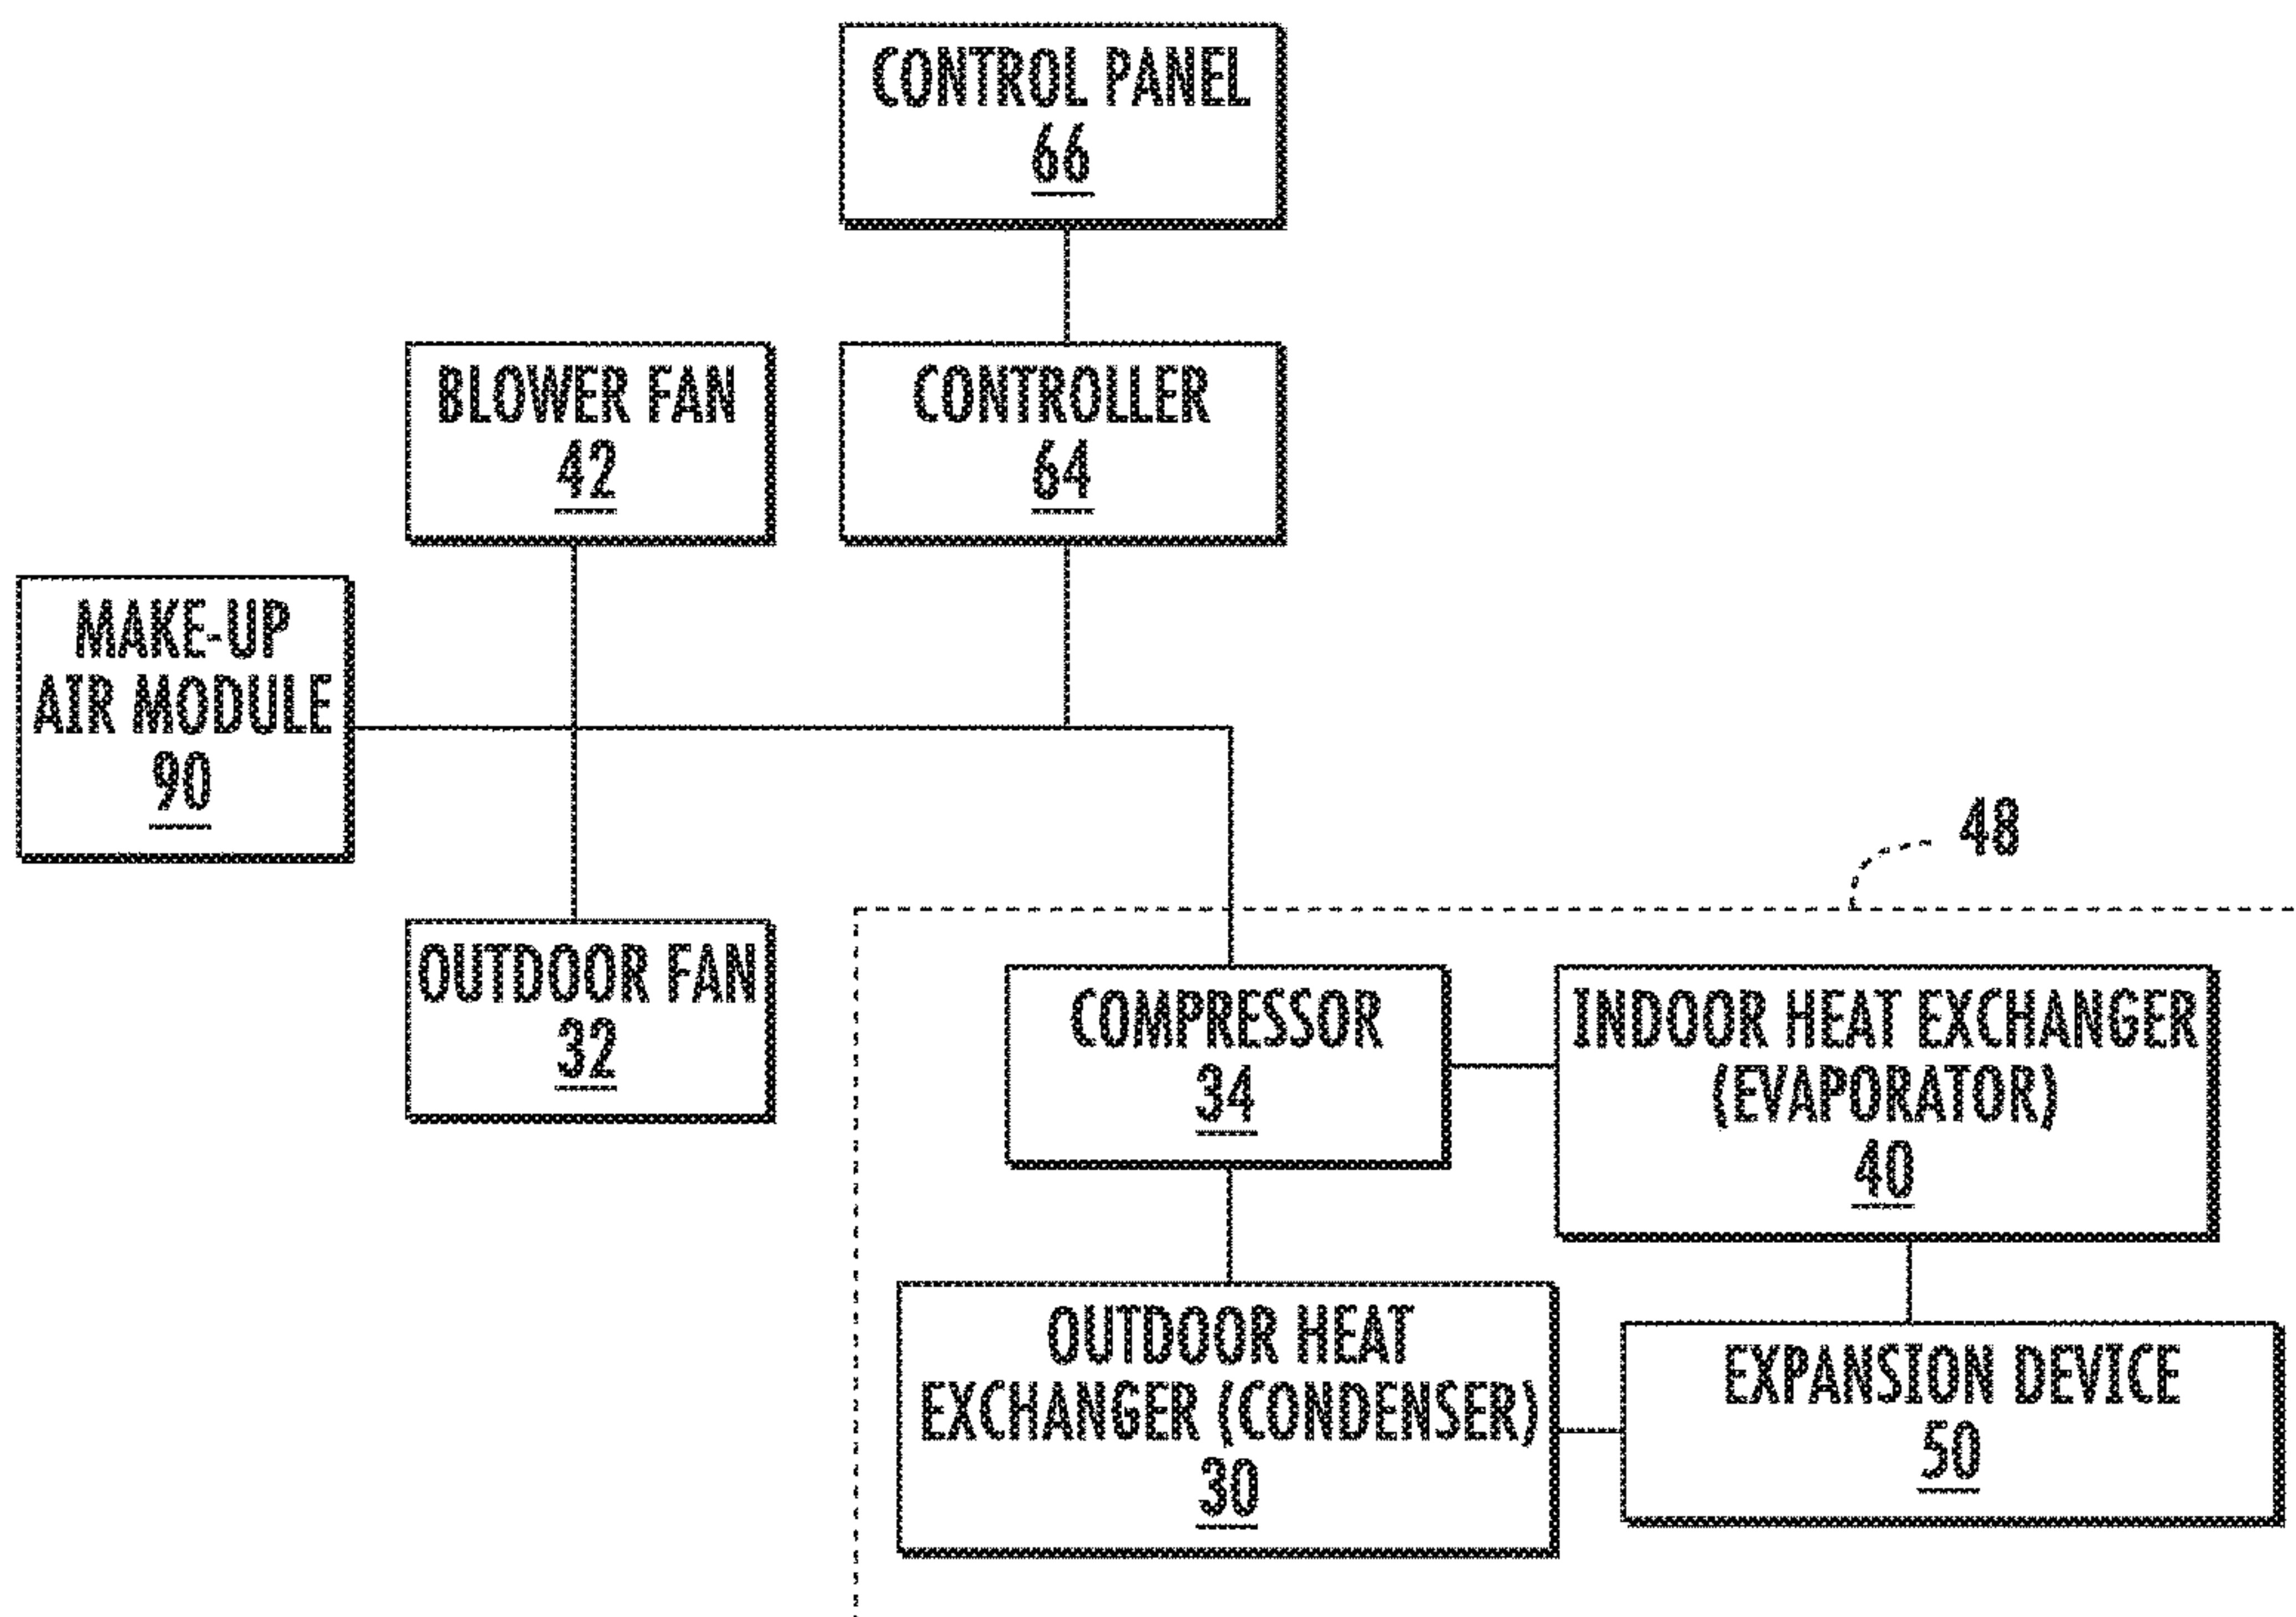 CONTROL PANEL
66
BLOWER FAN
42
CONTROLLER
64
MAKE-UP
AIR MODULE
90
48
OUTDOOR FAN
32
COMPRESSOR
34
INDOOR HEAT EXCHANGER
(EVAPORATOR)
40
OUTDOOR HEAT
EXCHANGER (CONDENSER)
30
EXPANSION DEVICE
50